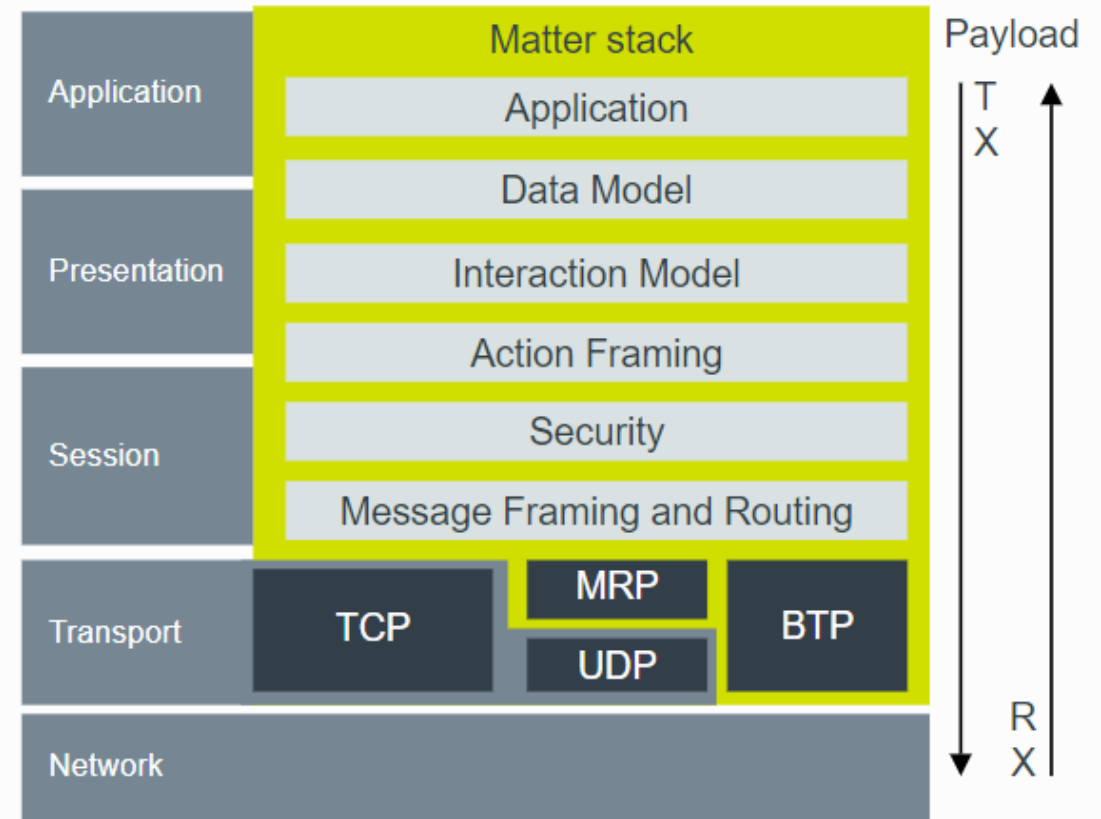 Matter stack
Payload
Application
Application
T
X
Data Model
Presentation
Interaction Model
Action Framing
Session
Security
Message Framing and Routing
Transport
TCP
MRP
UDP
BTP
Network
R
X